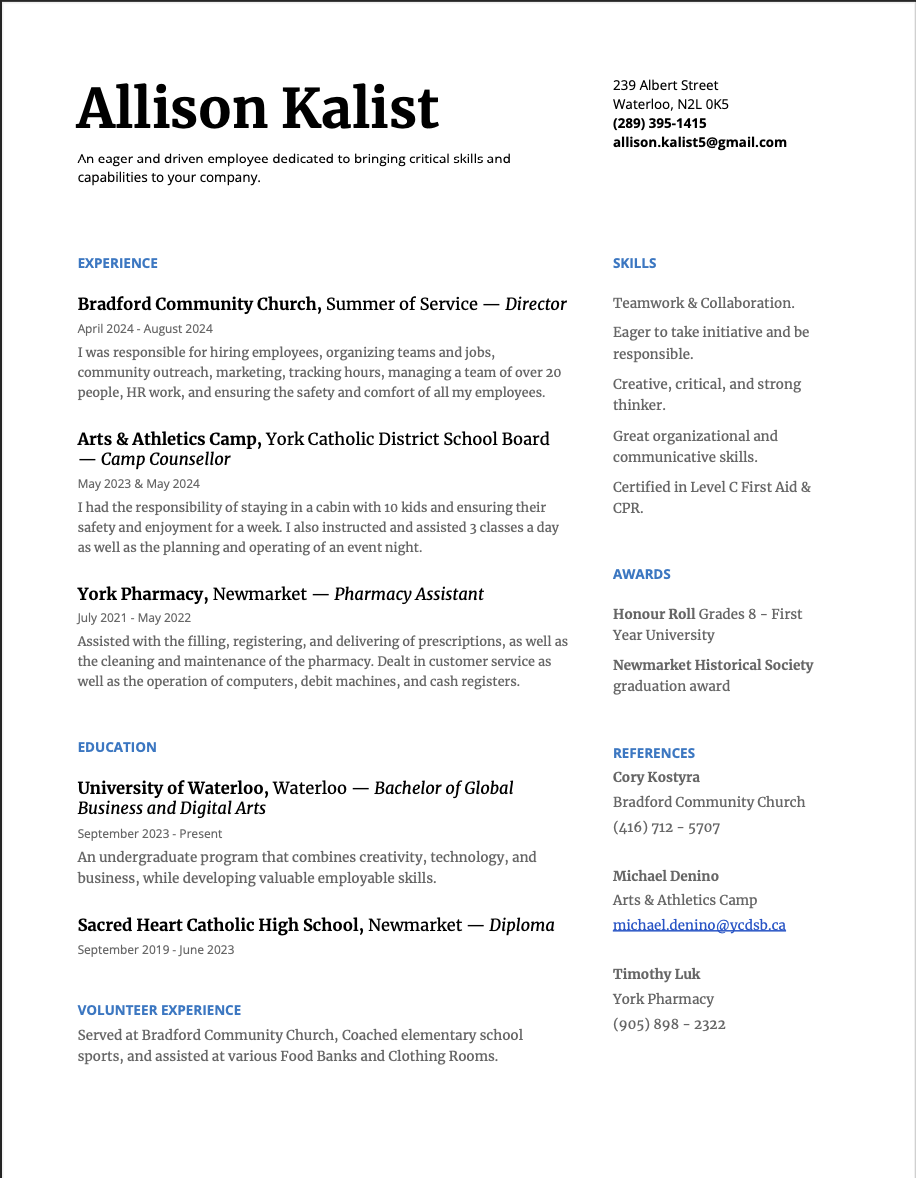 Allison Kalist
An eager and driven employee dedicated to bringing critical skills and
capabilities to your company.
239 Albert Street
Waterloo, N2L 0K5
(289) 395-1415
allison.kalist5@gmail.com
EXPERIENCE
Bradford Community Church, Summer of Service — Director
April 2024 - August 2024
I was responsible for hiring employees, organizing teams and jobs,
community outreach, marketing, tracking hours, managing a team of over 20
people, HR work, and ensuring the safety and comfort of all my employees.
Arts & Athletics Camp, York Catholic District School Board
— Camp Counsellor
May 2023 & May 2024
I had the responsibility of staying in a cabin with 10 kids and ensuring their
safety and enjoyment for a week. I also instructed and assisted 3 classes a day
as well as the planning and operating of an event night.
York Pharmacy, Newmarket — Pharmacy Assistant
July 2021 - May 2022
Assisted with the filling, registering, and delivering of prescriptions, as well as
the cleaning and maintenance of the pharmacy. Dealt in customer service as
well as the operation of computers, debit machines, and cash registers.
EDUCATION
University of Waterloo, Waterloo — Bachelor of Global
Business and Digital Arts
September 2023 - Present
An undergraduate program that combines creativity, technology, and
business, while developing valuable employable skills.
Sacred Heart Catholic High School, Newmarket — Diploma
September 2019 - June 2023
VOLUNTEER EXPERIENCE
Served at Bradford Community Church, Coached elementary school
sports, and assisted at various Food Banks and Clothing Rooms.
SKILLS
Teamwork & Collaboration.
Eager to take initiative and be
responsible.
Creative, critical, and strong
thinker.
Great organizational and
communicative skills.
Certified in Level C First Aid &
CPR.
AWARDS
Honour Roll Grades 8 - First
Year University
Newmarket Historical Society
graduation award
REFERENCES
Cory Kostyra
Bradford Community Church
(416) 712 - 5707
Michael Denino
Arts & Athletics Camp
michael.denino@ycdsb.ca
Timothy Luk
York Pharmacy
(905) 898 - 2322